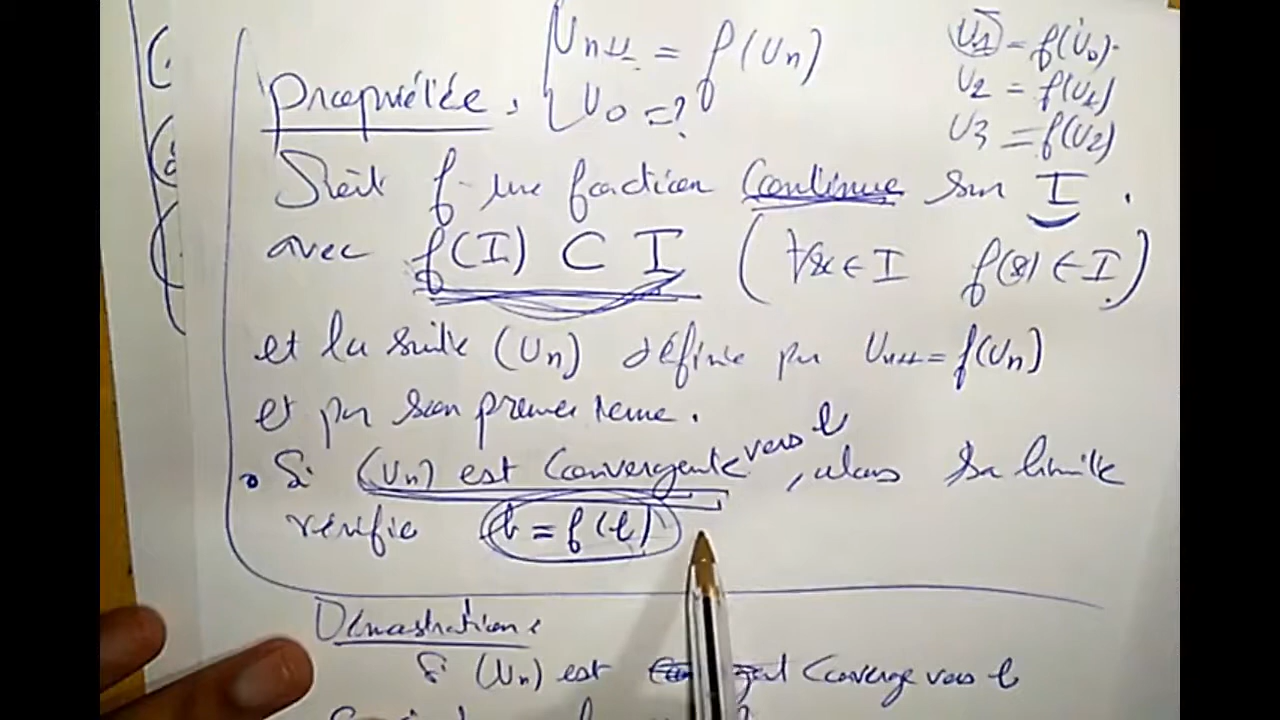 Propriétée, { Un+1 = f(Un)
U0 = ?
U1 = f(U0).
U2 = f(U1)
U3 = f(U2)
Soit f une fonction continue sur I.
avec f(I) ⊂ I (∀x∈I f(x)∈I)
et la suite (Un) définie par Un+1 = f(Un)
et par son premier terme.
• Si (Un) est convergente vers l, alors sa limite
vérifie l = f(l)
Démonstration:
Si (Un) est converge vers l